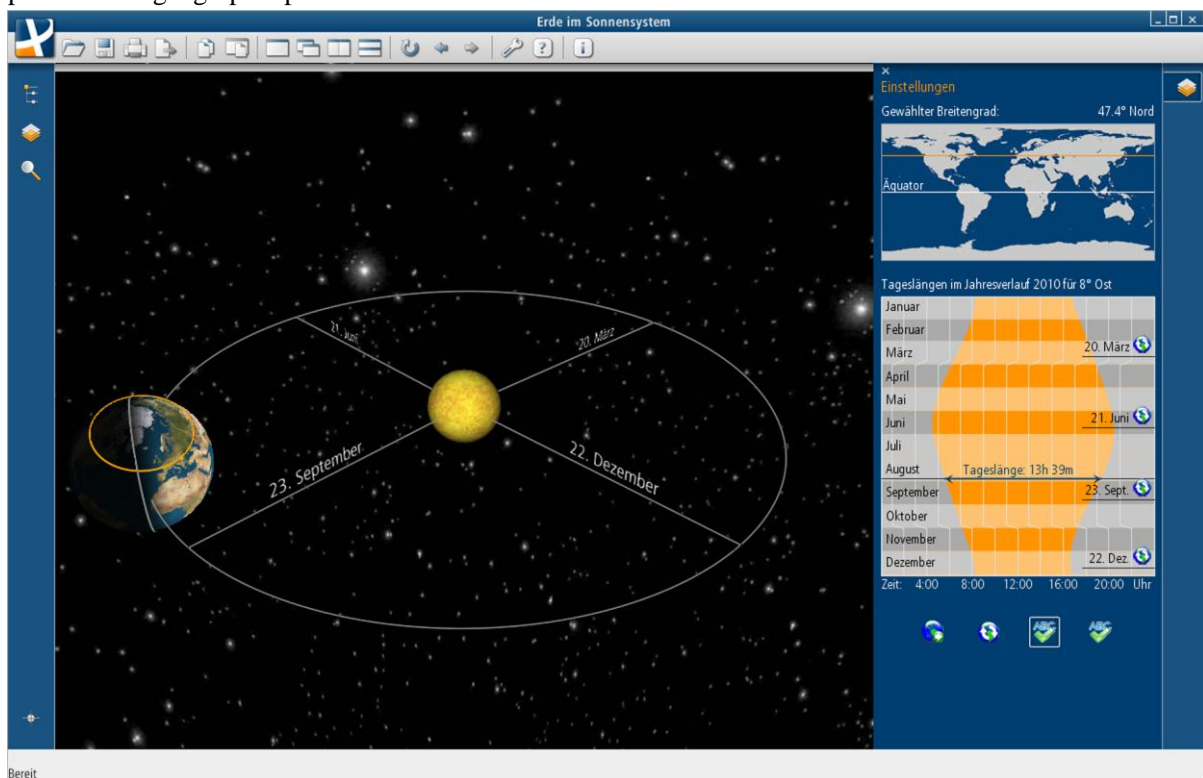 Erde im Sonnensystem
21. Juni
20. März
23. September
22. Dezember
Einstellungen
Gewählter Breitengrad: 47.4° Nord
Äquator
Tageslängen im Jahresverlauf 2010 für 8° Ost
Januar
Februar
März 20. März
April
Mai
Juni 21. Juni
Juli
August Tageslänge: 13h 39m
September 23. Sept.
Oktober
November
Dezember 22. Dez.
Zeit: 4:00 8:00 12:00 16:00 20:00 Uhr
ABC ABC
Bereit